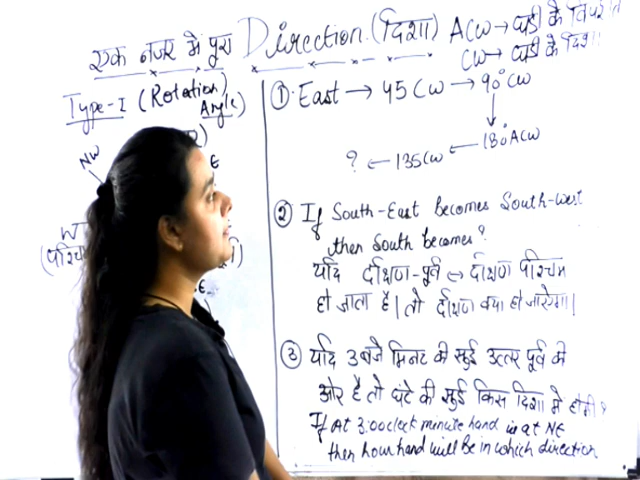 एक नजर में पूरा Direction (दिशा) ACW → घड़ी के विपरीत
CW → घड़ी के दिशा
Type-I (Rotation/
Angle)
NW
E
W
① East → 45 CW → 90° CW
↓
? ← 135CW ← 180° ACW
② If South-East becomes South-west
then South becomes?
यदि दक्षिण-पूर्व ↔ दक्षिण पश्चिम
हो जाता है। तो दक्षिण क्या हो जाएगा।
③ यदि 3 बजे मिनट की सुई उत्तर पूर्व की
ओर है तो घंटे की सुई किस दिशा में होगी?
If At 3:00 clock minute hand is at NE
then hour hand will be in which direction